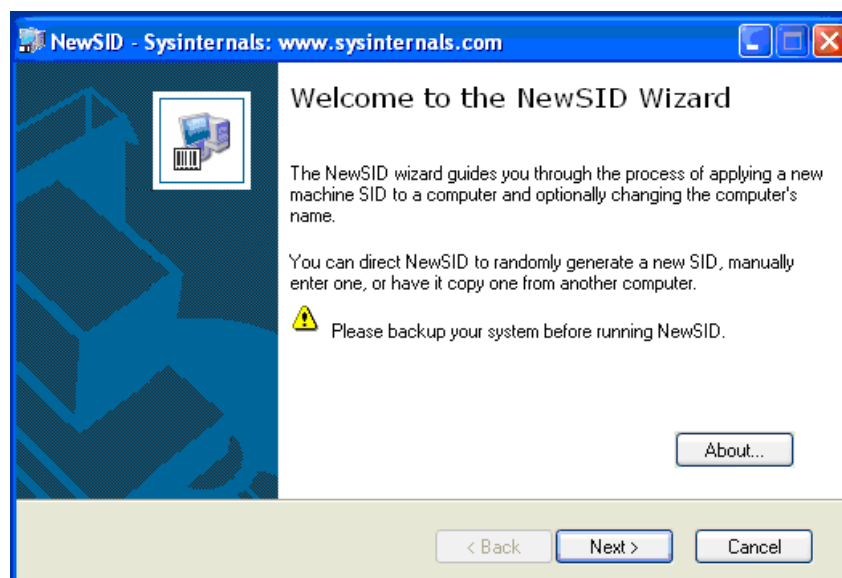 NewSID - Sysinternals: www.sysinternals.com
Welcome to the NewSID Wizard
The NewSID wizard guides you through the process of applying a new
machine SID to a computer and optionally changing the computer's
name.
You can direct NewSID to randomly generate a new SID, manually
enter one, or have it copy one from another computer.
Please backup your system before running NewSID.
About...
< Back
Next >
Cancel